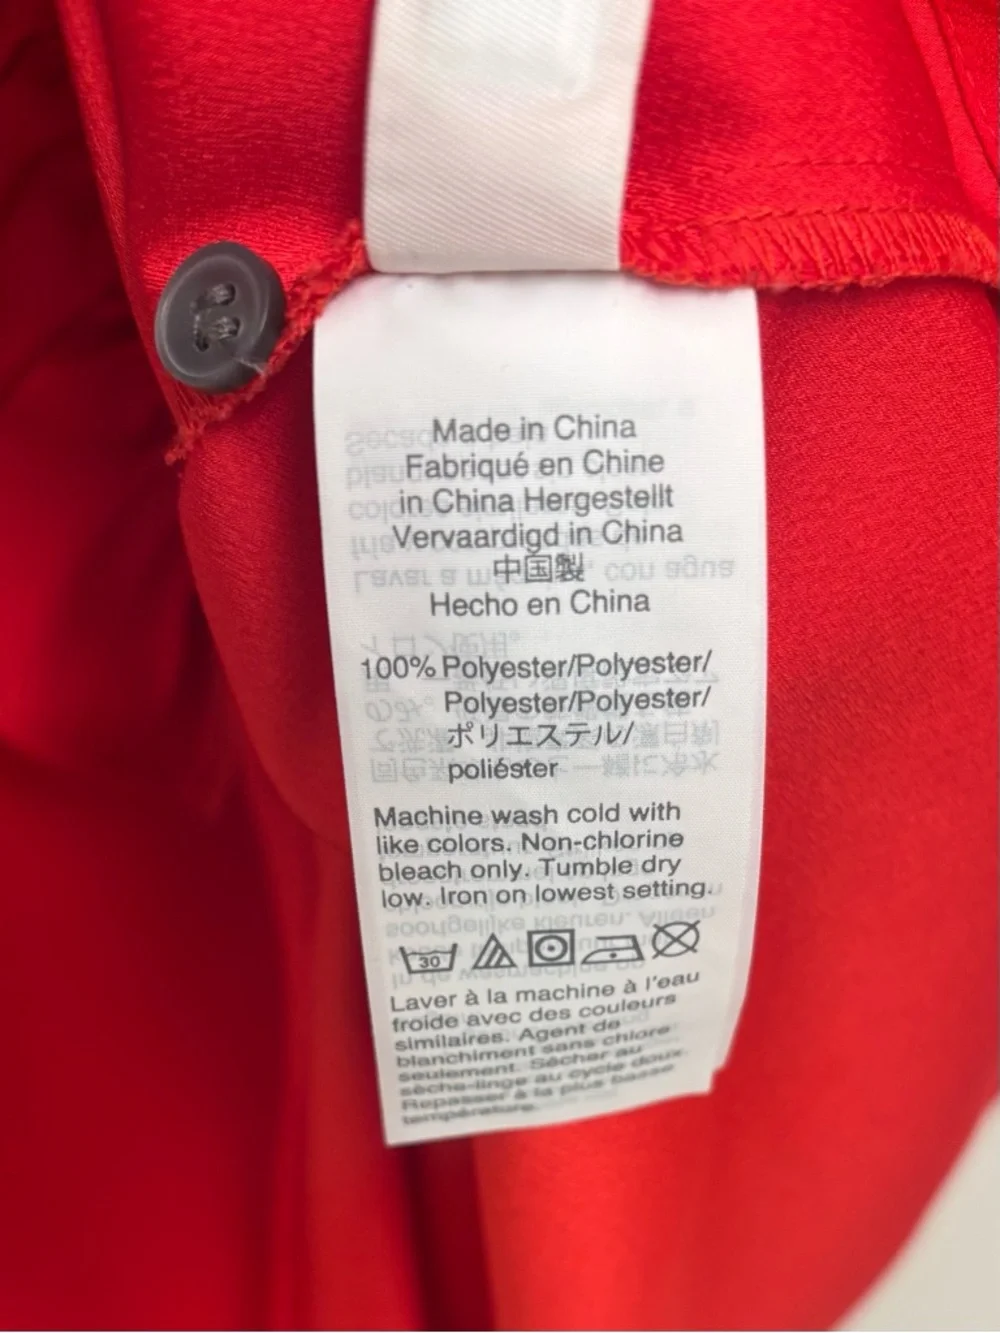 Made in China
Fabriqué en Chine
in China Hergestellt
Vervaardigd in China
中国製
Hecho en China
100% Polyester/Polyester/
Polyester/Polyester/
ポリエステル/
poliéster
Machine wash cold with
like colors. Non-chlorine
bleach only. Tumble dry
low. Iron on lowest setting.
30
Laver à la machine à l'eau
froide avec des couleurs
similaires. Agent de
blanchiment sans chlore
seulement. Sécher au
sèche-linge au cycle doux.
Repasser à la plus basse
température.